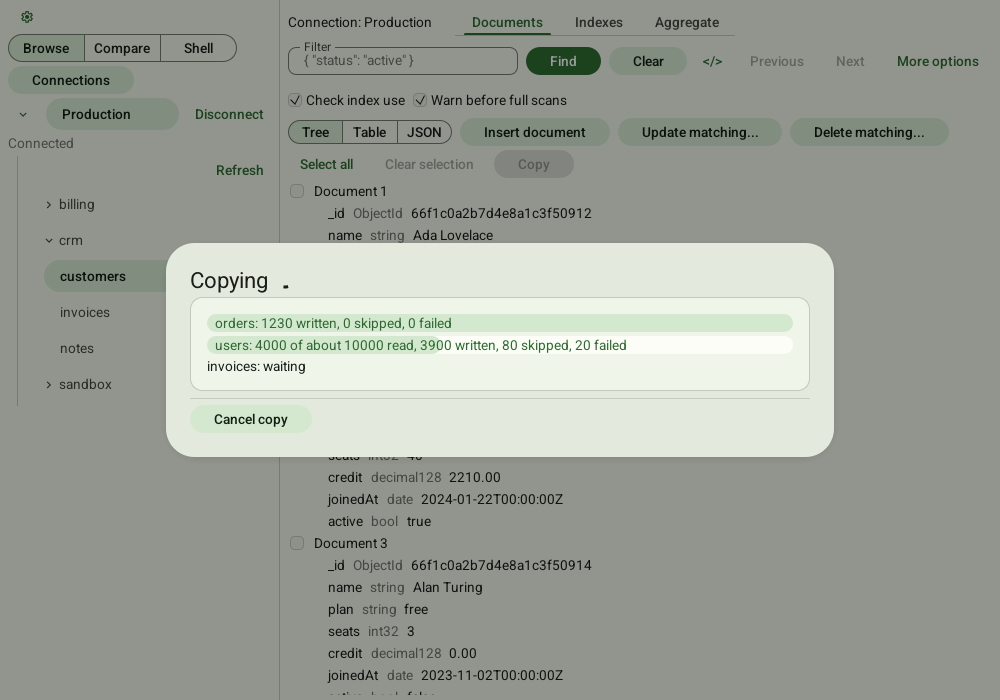 Browse Compare Shell
Connections
Production Disconnect
Connected
Refresh
billing
crm
customers
invoices
notes
sandbox
Connection: Production Documents Indexes Aggregate
Filter
{ "status": "active" } Find Clear </> Previous Next More options
Check index use Warn before full scans
Tree Table JSON Insert document Update matching... Delete matching...
Select all Clear selection Copy
Document 1
_id ObjectId 66f1c0a2b7d4e8a1c3f50912
name string Ada Lovelace
Copying
orders: 1230 written, 0 skipped, 0 failed
users: 4000 of about 10000 read, 3900 written, 80 skipped, 20 failed
invoices: waiting
Cancel copy
seats int32 40
credit decimal128 2210.00
joinedAt date 2024-01-22T00:00:00Z
active bool true
Document 3
_id ObjectId 66f1c0a2b7d4e8a1c3f50914
name string Alan Turing
plan string free
seats int32 3
credit decimal128 0.00
joinedAt date 2023-11-02T00:00:00Z
active bool false